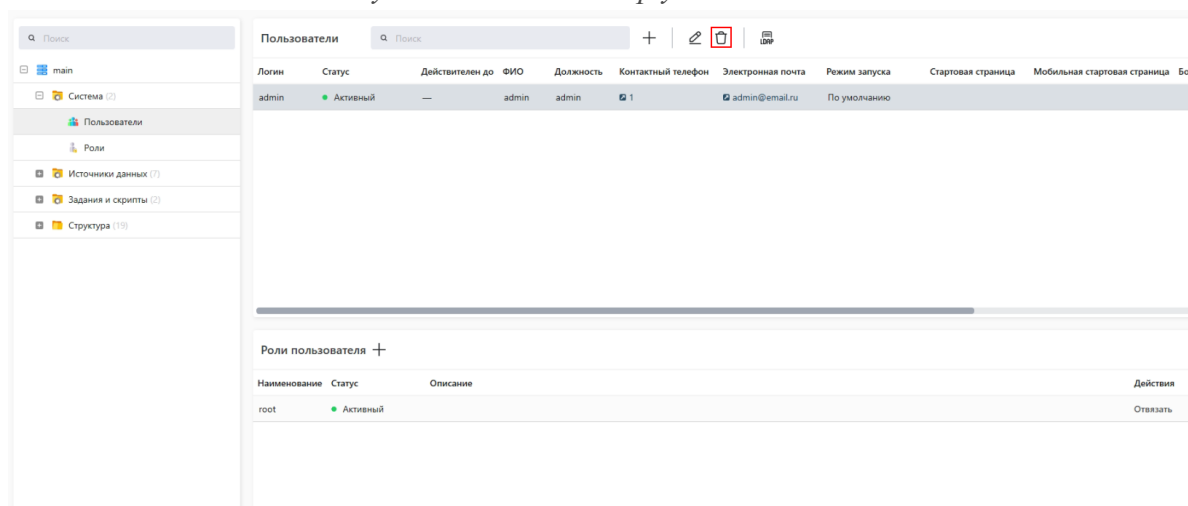 Поиск
main
Система (2)
Пользователи
Роли
Источники данных (7)
Задания и скрипты (2)
Структура (19)
Пользователи Поиск LDAP
Логин Статус Действителен до ФИО Должность Контактный телефон Электронная почта Режим запуска Стартовая страница Мобильная стартовая страница Бо
admin Активный — admin admin 1 admin@email.ru По умолчанию
Роли пользователя
Наименование Статус Описание Действия
root Активный Отвязать